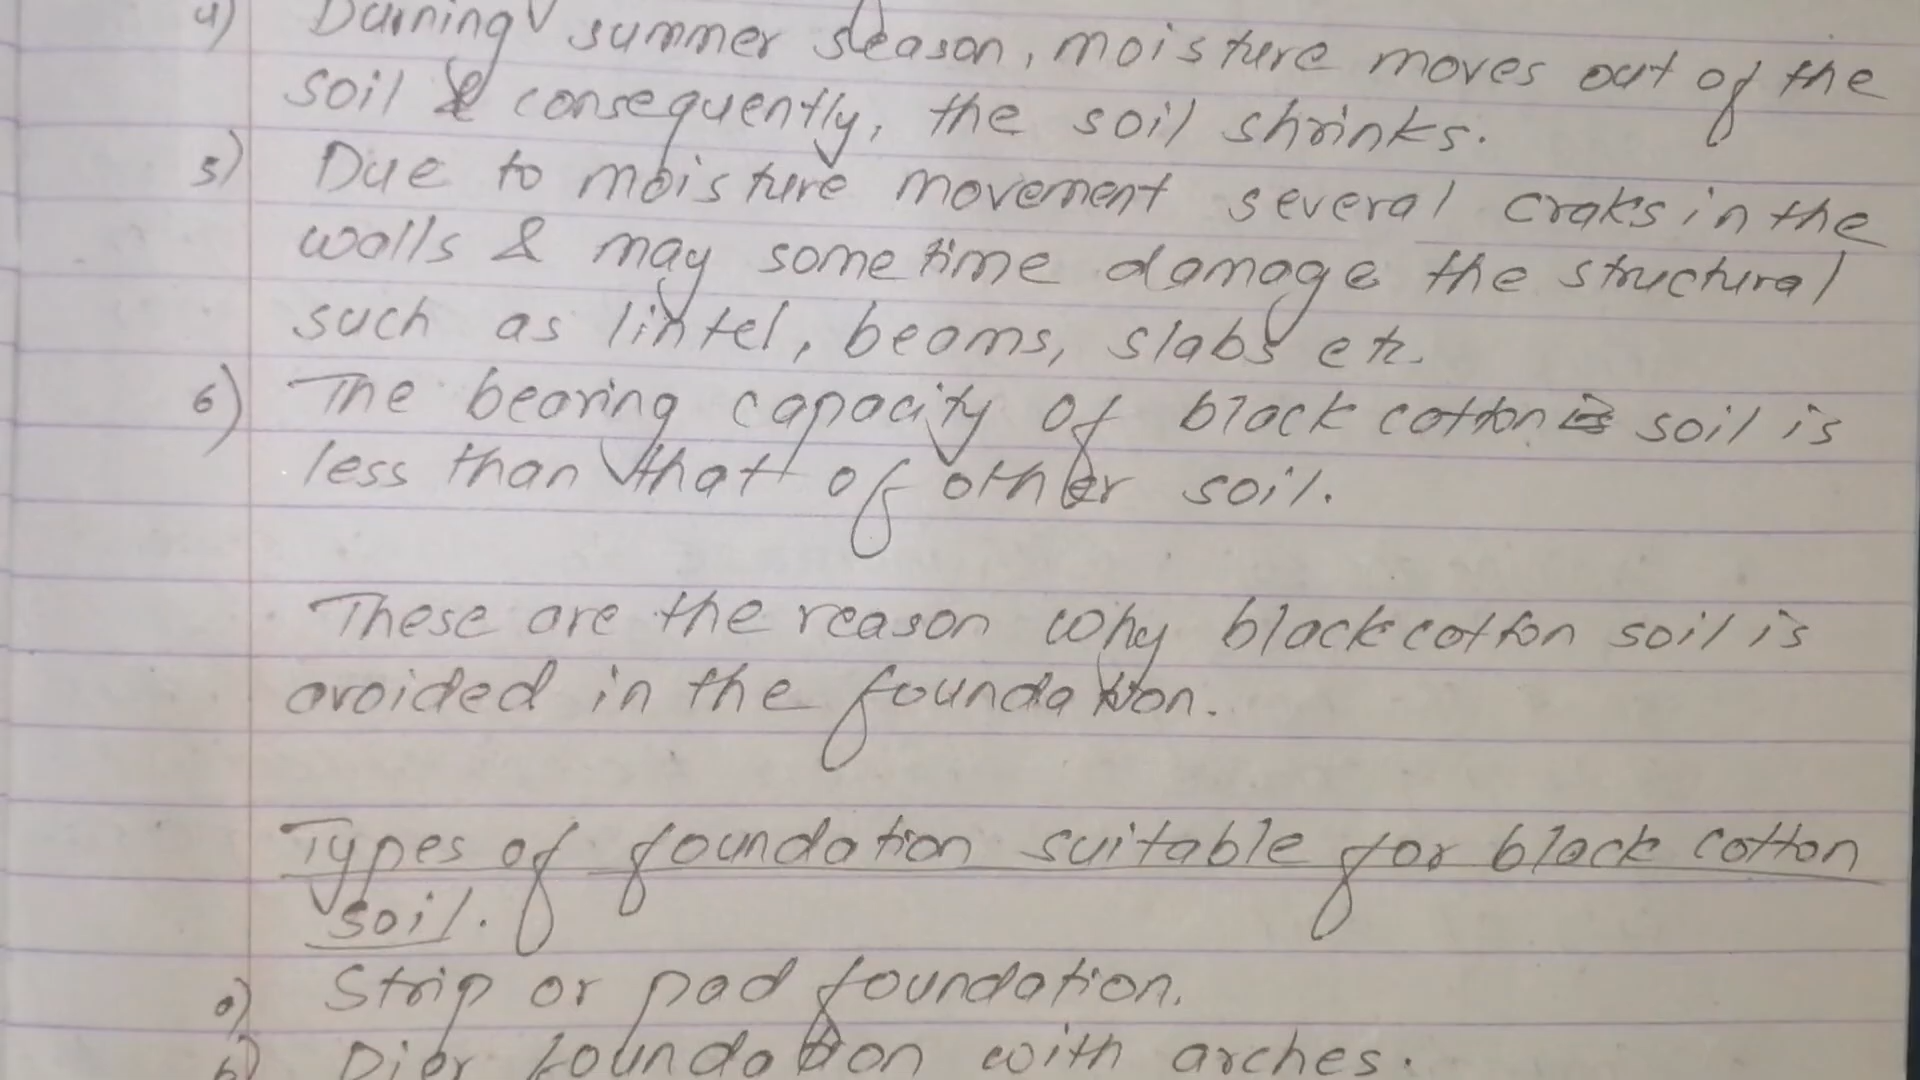 4) During summer season, moisture moves out of the
soil & consequently, the soil shrinks.
5) Due to moisture movement several craks in the
walls & may sometime damage the structural
such as lintel, beams, slabs etc.
6) The bearing capacity of black cotton is soil is
less than that of other soil.
These are the reason why black cotton soil is
avoided in the foundation.
Types of foundation suitable for black cotton
soil.
a) Strip or pad foundation.
b) Pier foundation with arches.